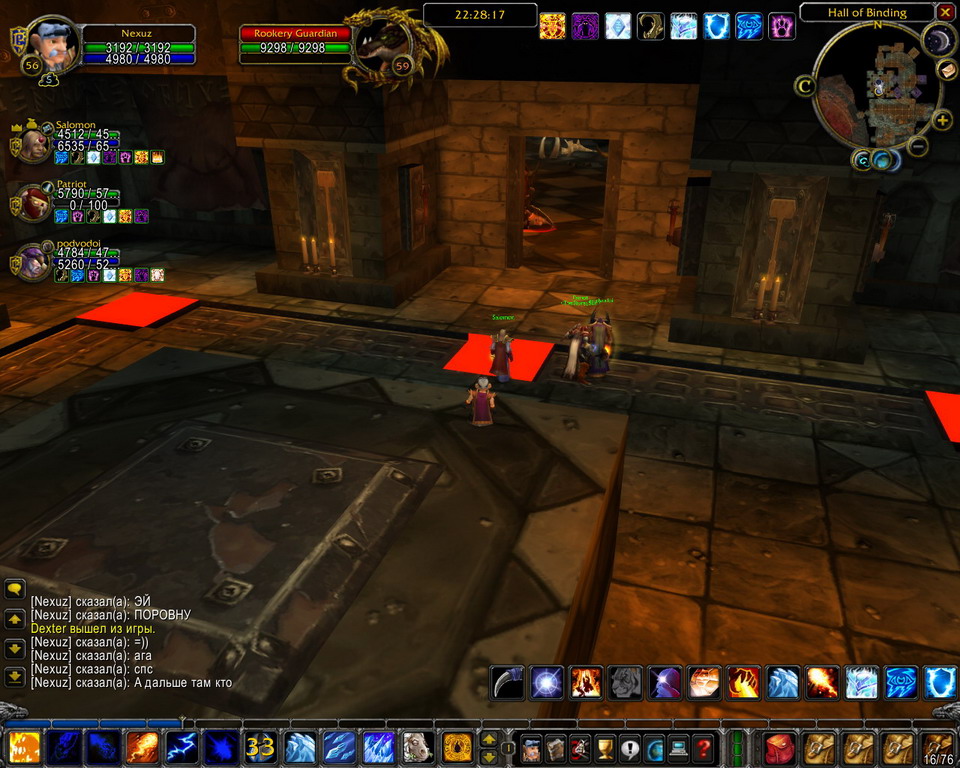 Nexuz
3192 / 3192
4980 / 4980
56
5
Rookery Guardian
9298 / 9298
59
22:28:17
Hall of Binding
N
C
Salomon
4512 / 45...
6535 / 65...
Patriot
5790 / 57...
0 / 100
podvodoi
4784 / 47...
5260 / 52...
[Nexuz] сказал(а): ЭЙ
[Nexuz] сказал(а): ПОРОВНУ
Dexter вышел из игры.
[Nexuz] сказал(а): =))
[Nexuz] сказал(а): ага
[Nexuz] сказал(а): спс
[Nexuz] сказал(а): А дальше там кто
33
1
16/76